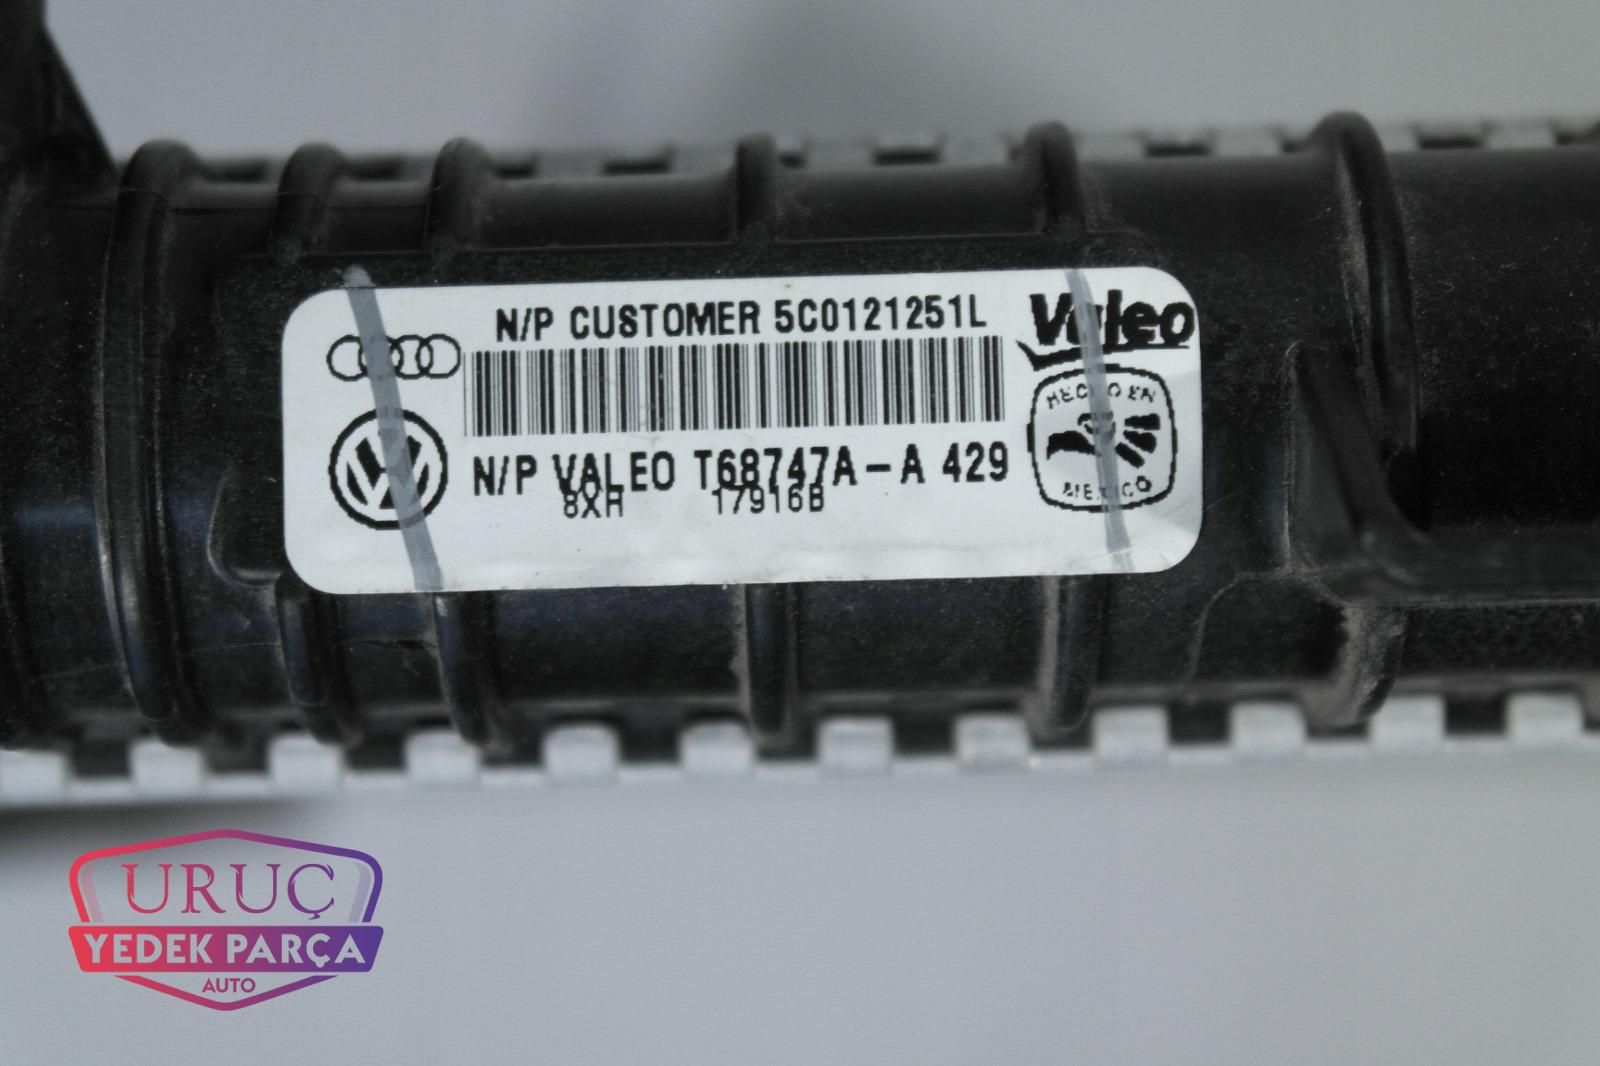 N/P CUSTOMER 5C0121251L
Valeo
HECHO EN
MEXICO
N/P VALEO T68747A-A 429
8XH 17916B
URUÇ
YEDEK PARÇA
AUTO